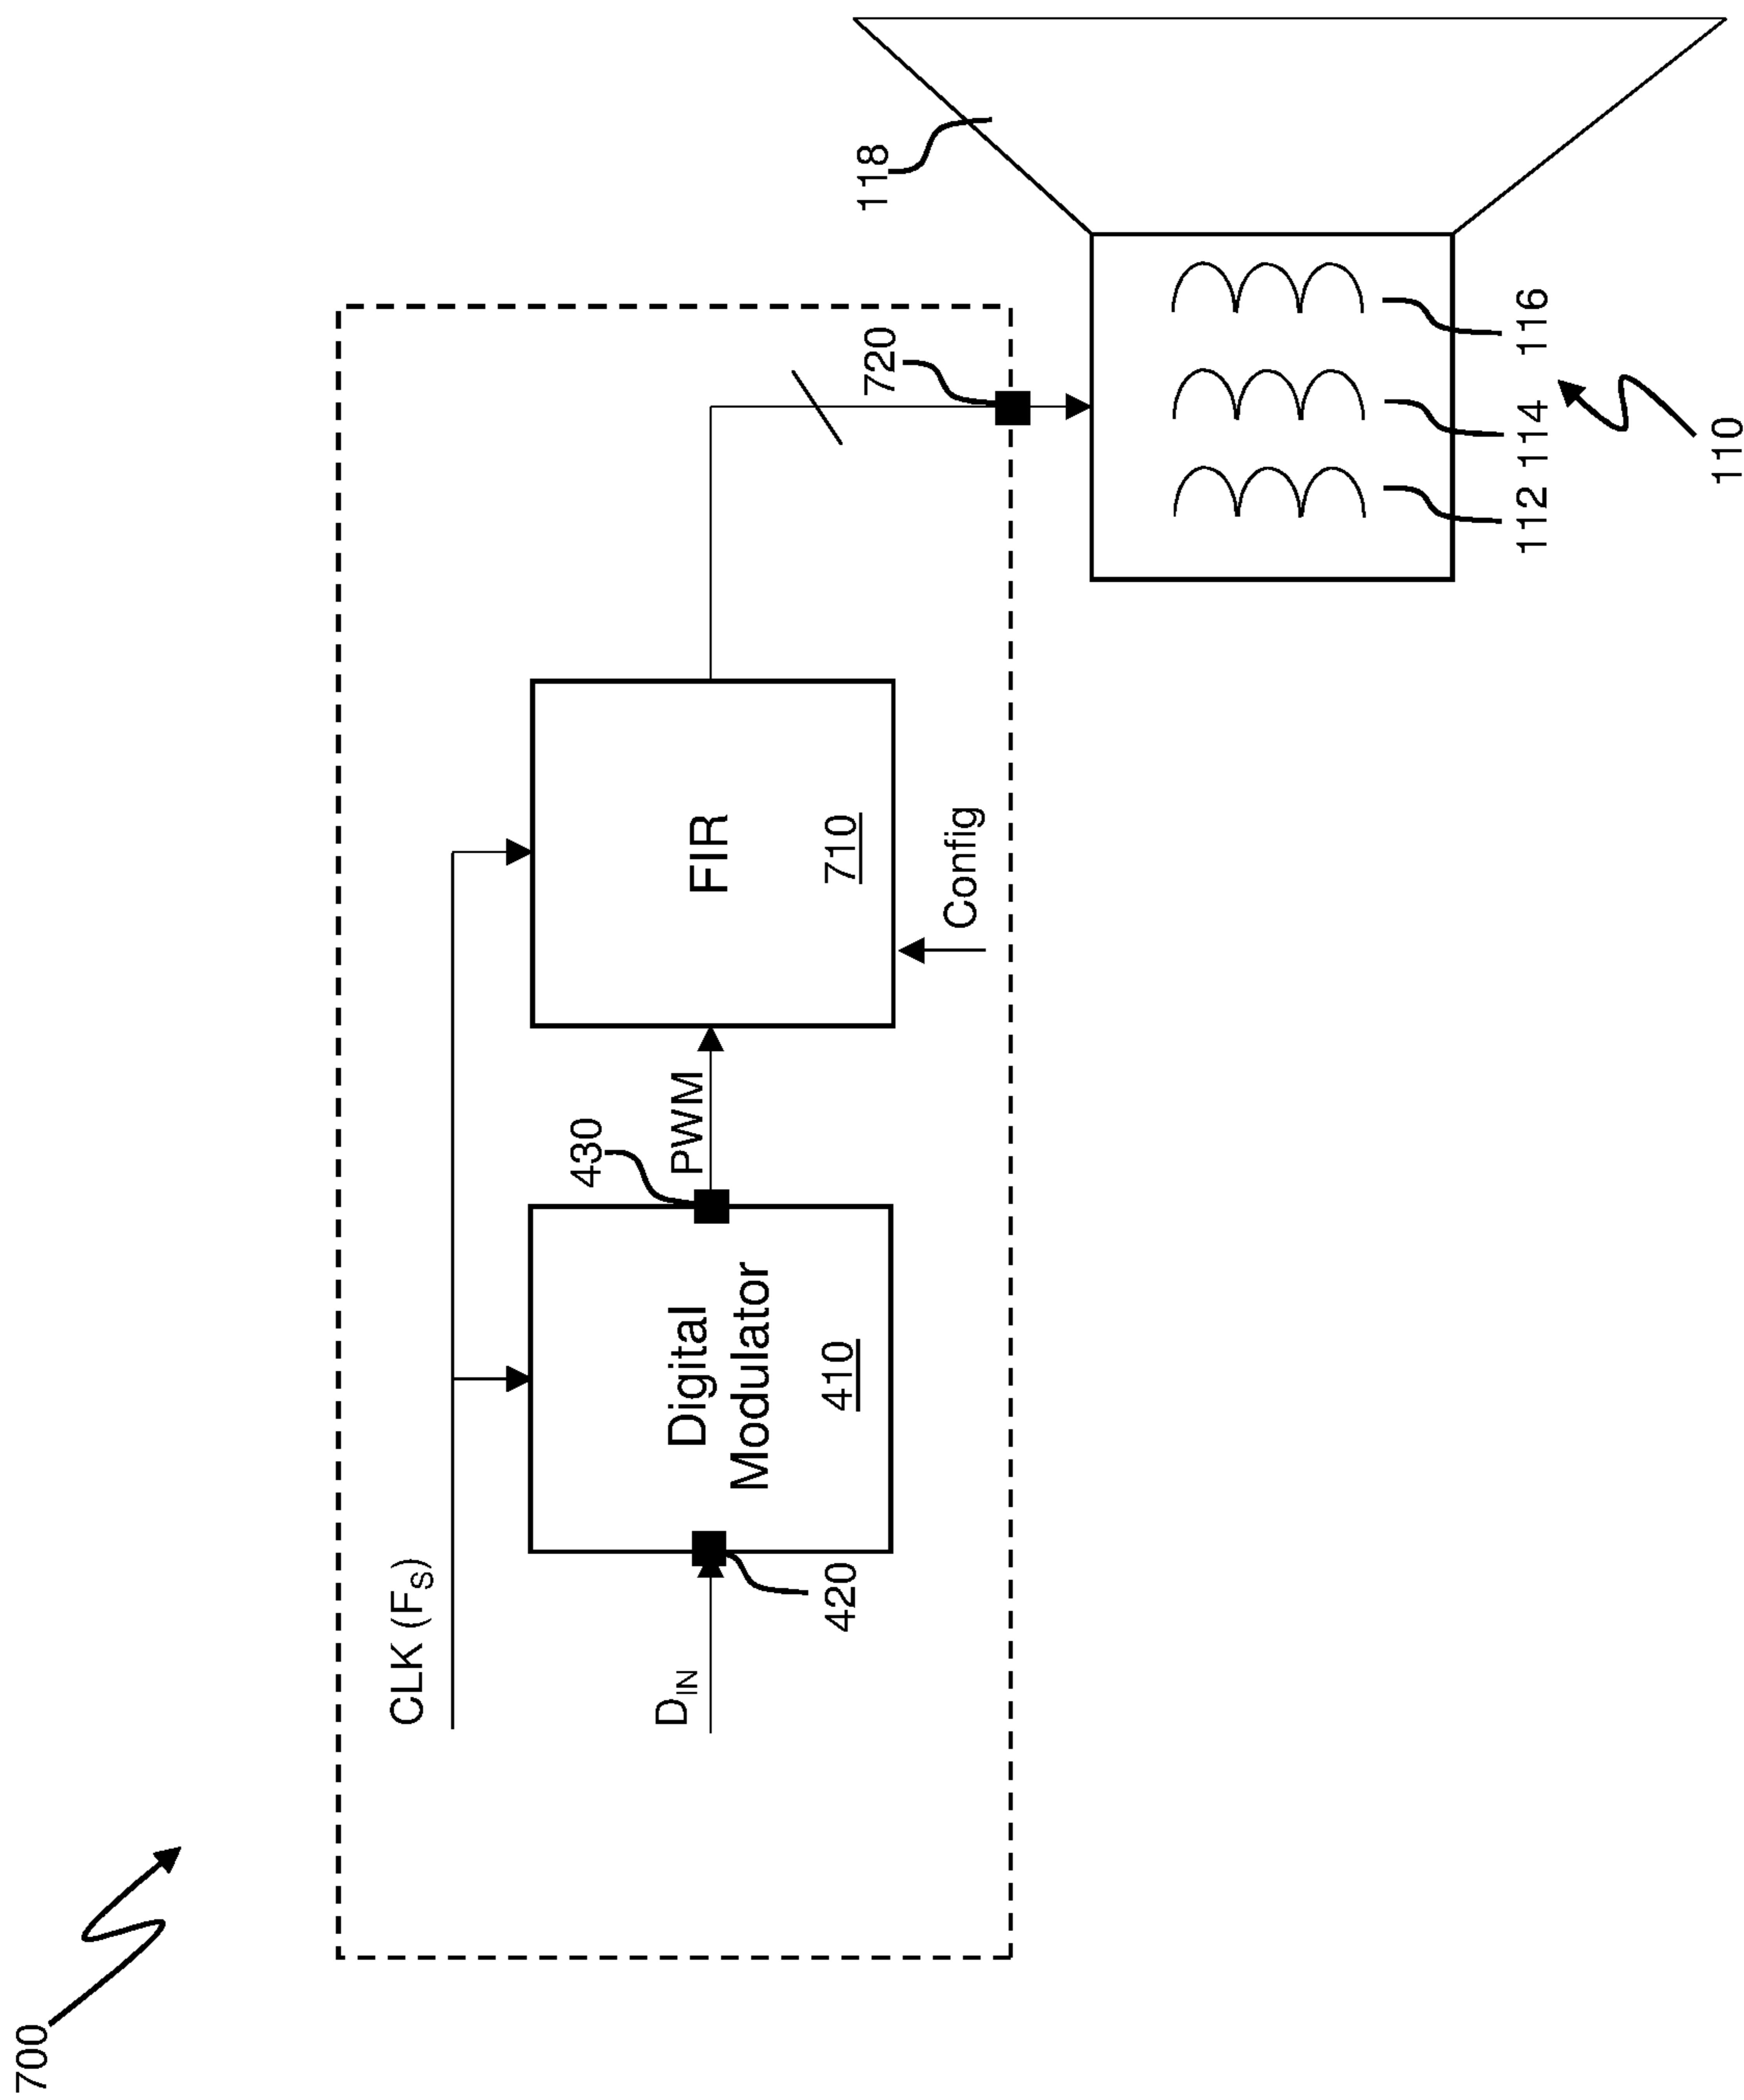 700
CLK (FS)
DIN
420
Digital
Modulator
410
430
PWM
FIR
710
Config
720
118
112
114
116
110